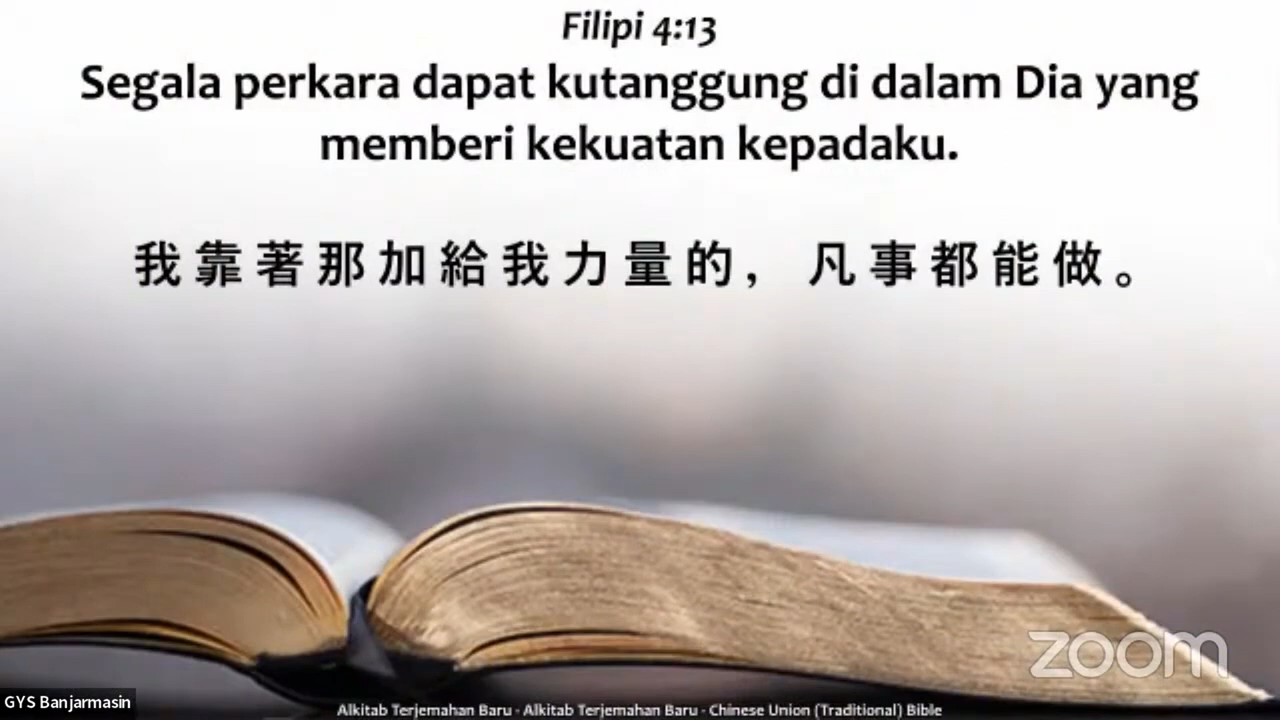 Filipi 4:13
Segala perkara dapat kutanggung di dalam Dia yang
memberi kekuatan kepadaku.
我靠著那加給我力量的, 凡事都能做。
zoom
GYS Banjarmasin
Alkitab Terjemahan Baru - Alkitab Terjemahan Baru - Chinese Union (Traditional) Bible